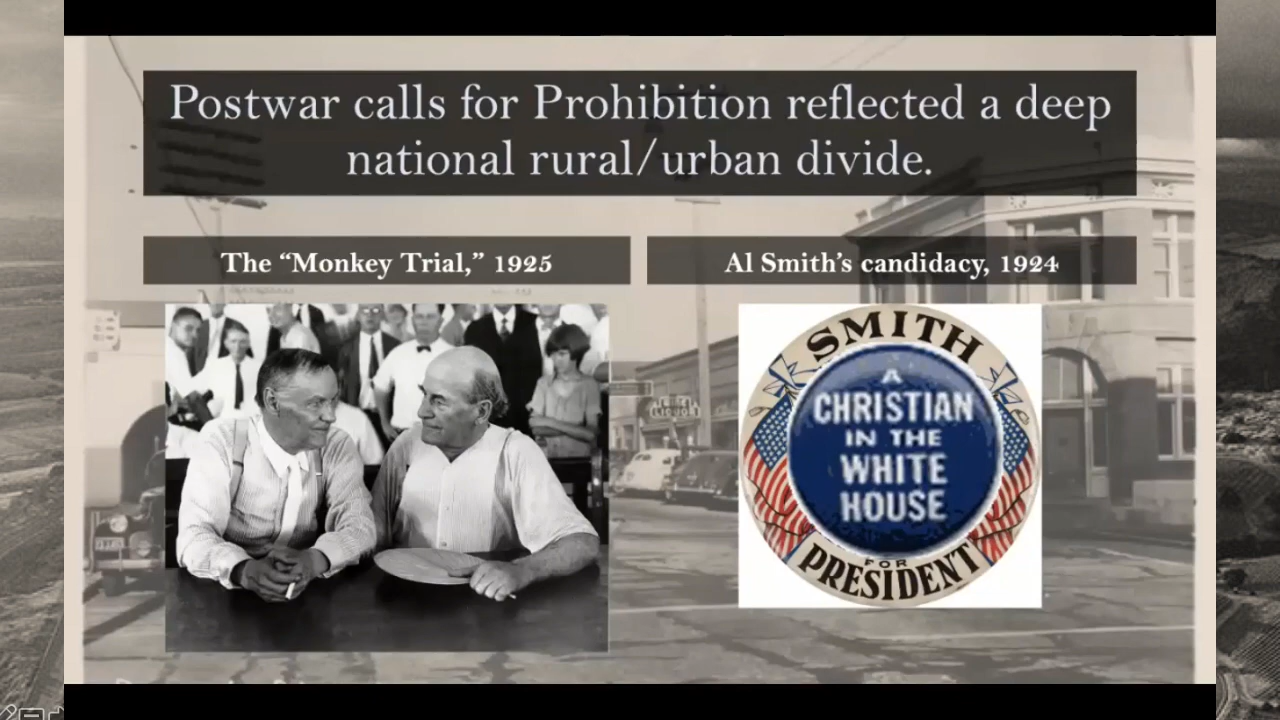 Postwar calls for Prohibition reflected a deep
national rural/urban divide.
The “Monkey Trial,” 1925
Al Smith’s candidacy, 1924
SMITH
A
CHRISTIAN
IN THE
WHITE
HOUSE
FOR
PRESIDENT
LIQUOR